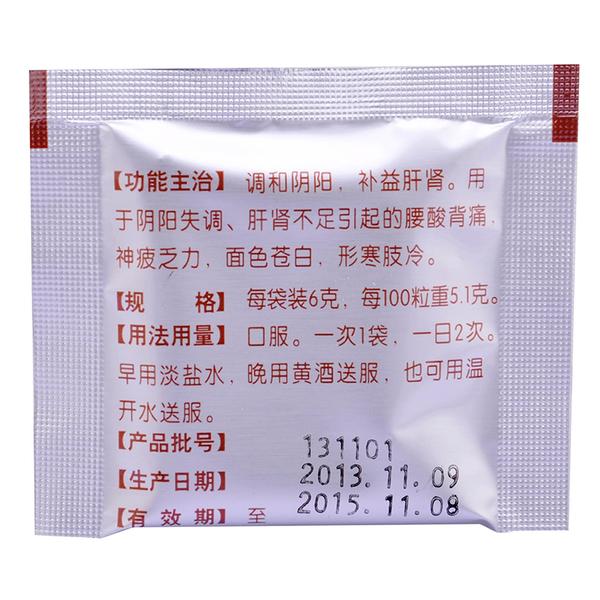 【功能主治】 调和阴阳，补益肝肾。用
于阴阳失调、肝肾不足引起的腰酸背痛，
神疲乏力，面色苍白，形寒肢冷。
【规 格】 每袋装6克，每100粒重5.1克。
【用法用量】 口服。一次1袋，一日2次。
早用淡盐水，晚用黄酒送服，也可用温
开水送服。
【产品批号】 131101
【生产日期】 2013.11.09
【有 效 期】 至 2015.11.08